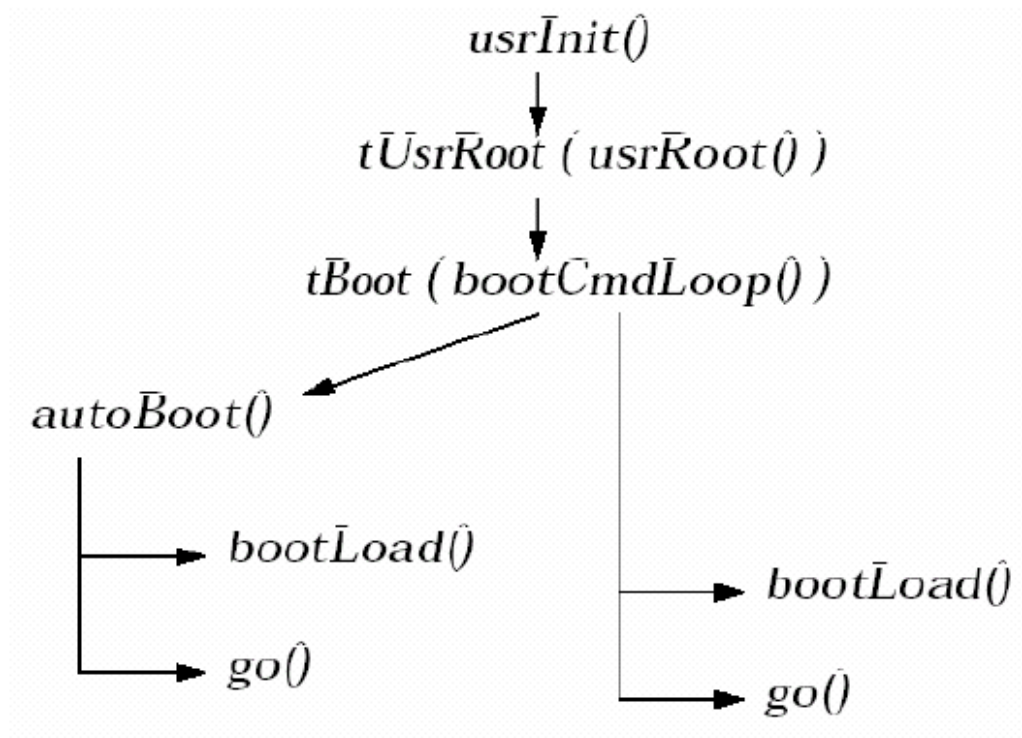 usrInit()
tUsrRoot ( usrRoot() )
tBoot ( bootCmdLoop() )
autoBoot()
bootLoad()
bootLoad()
go()
go()